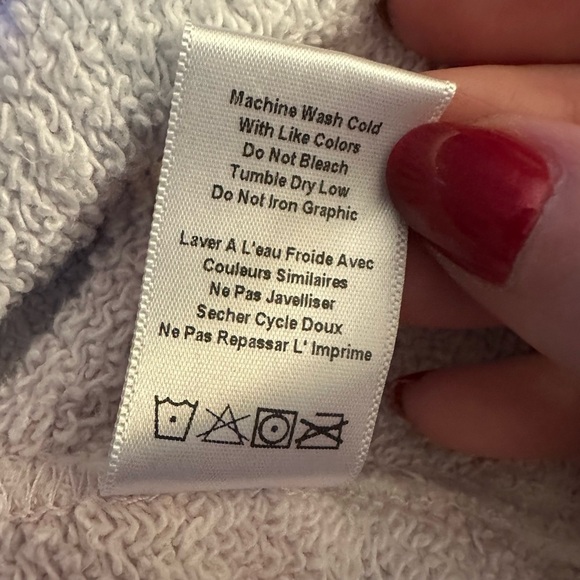 Machine Wash Cold
With Like Colors
Do Not Bleach
Tumble Dry Low
Do Not Iron Graphic
Laver A L'eau Froide Avec
Couleurs Similaires
Ne Pas Javelliser
Secher Cycle Doux
Ne Pas Repassar L' Imprime